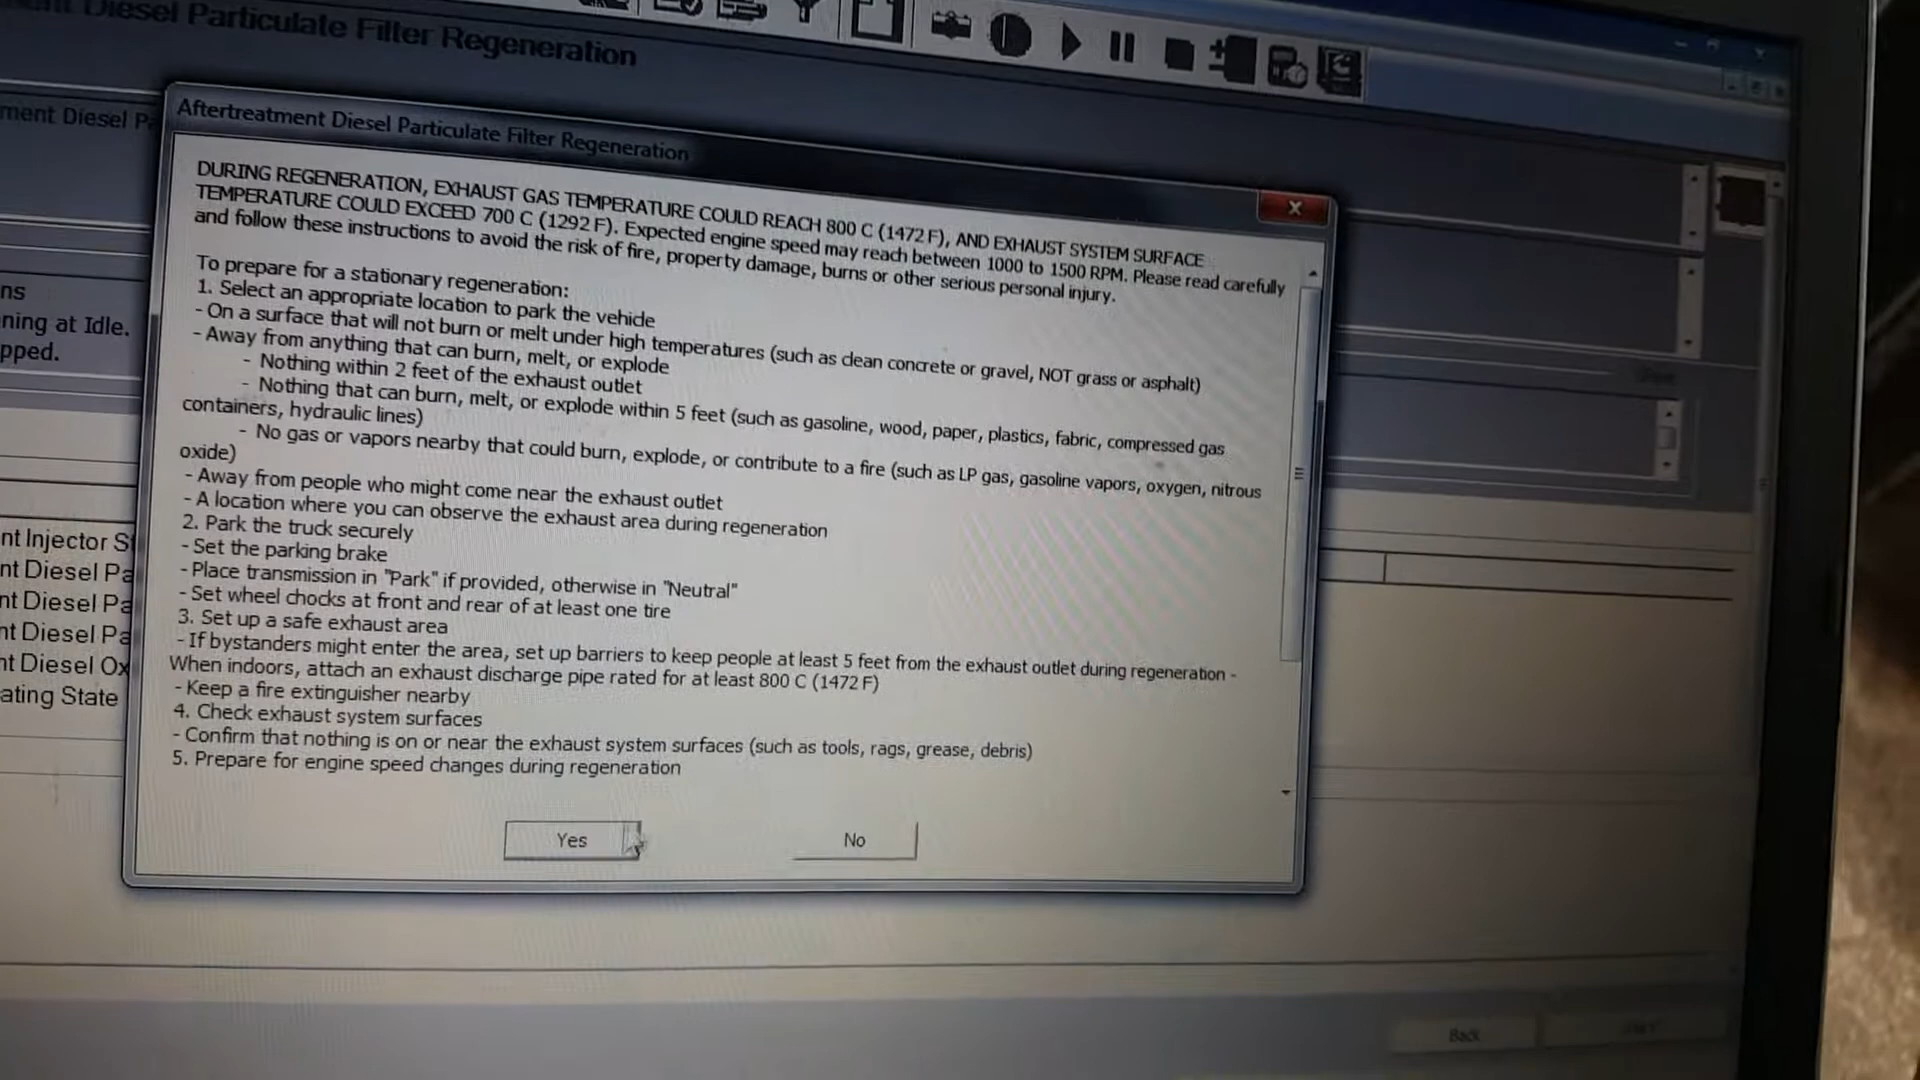 Diesel Particulate Filter Regeneration
ment Diesel Pa
Aftertreatment Diesel Particulate Filter Regeneration
DURING REGENERATION, EXHAUST GAS TEMPERATURE COULD REACH 800 C (1472 F), AND EXHAUST SYSTEM SURFACE
TEMPERATURE COULD EXCEED 700 C (1292 F). Expected engine speed may reach between 1000 to 1500 RPM. Please read carefully
and follow these instructions to avoid the risk of fire, property damage, burns or other serious personal injury.
To prepare for a stationary regeneration:
1. Select an appropriate location to park the vehicle
- On a surface that will not burn or melt under high temperatures (such as clean concrete or gravel, NOT grass or asphalt)
- Away from anything that can burn, melt, or explode
- Nothing within 2 feet of the exhaust outlet
- Nothing that can burn, melt, or explode within 5 feet (such as gasoline, wood, paper, plastics, fabric, compressed gas
containers, hydraulic lines)
- No gas or vapors nearby that could burn, explode, or contribute to a fire (such as LP gas, gasoline vapors, oxygen, nitrous
oxide)
- Away from people who might come near the exhaust outlet
- A location where you can observe the exhaust area during regeneration
2. Park the truck securely
- Set the parking brake
- Place transmission in "Park" if provided, otherwise in "Neutral"
- Set wheel chocks at front and rear of at least one tire
3. Set up a safe exhaust area
- If bystanders might enter the area, set up barriers to keep people at least 5 feet from the exhaust outlet during regeneration -
When indoors, attach an exhaust discharge pipe rated for at least 800 C (1472 F)
- Keep a fire extinguisher nearby
4. Check exhaust system surfaces
- Confirm that nothing is on or near the exhaust system surfaces (such as tools, rags, grease, debris)
5. Prepare for engine speed changes during regeneration
Yes
No
ns
ning at Idle.
pped.
nt Injector S
nt Diesel Pa
nt Diesel Pa
nt Diesel Pa
nt Diesel Ox
ating State
Back